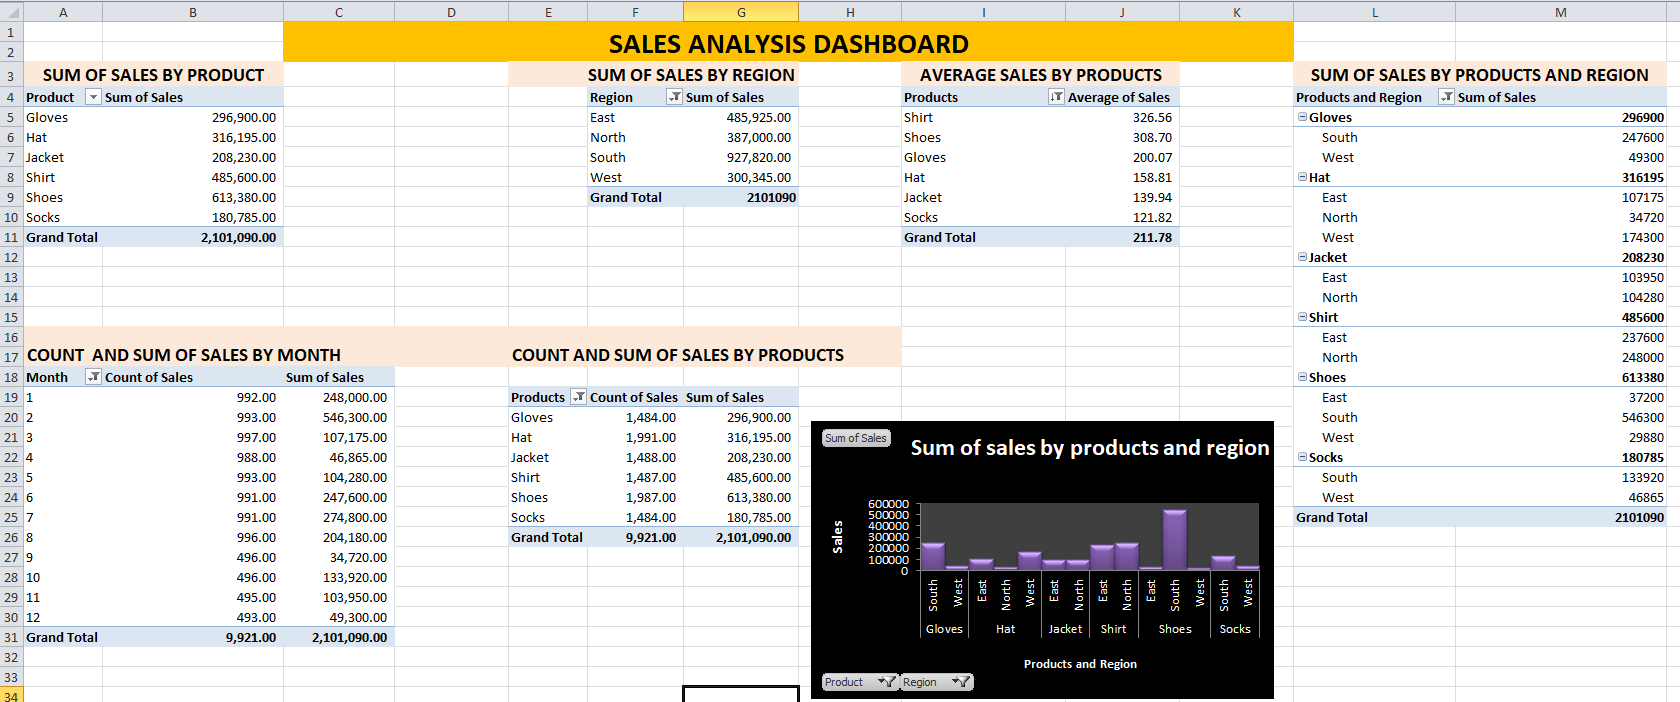 A B C D E F G H I J K L M
1
2 SALES ANALYSIS DASHBOARD
3 SUM OF SALES BY PRODUCT SUM OF SALES BY REGION AVERAGE SALES BY PRODUCTS SUM OF SALES BY PRODUCTS AND REGION
4 Product Sum of Sales Region Sum of Sales Products Average of Sales Products and Region Sum of Sales
5 Gloves 296,900.00 East 485,925.00 Shirt 326.56 Gloves 296900
6 Hat 316,195.00 North 387,000.00 Shoes 308.70 South 247600
7 Jacket 208,230.00 South 927,820.00 Gloves 200.07 West 49300
8 Shirt 485,600.00 West 300,345.00 Hat 158.81 Hat 316195
9 Shoes 613,380.00 Grand Total 2101090 Jacket 139.94 East 107175
10 Socks 180,785.00 Socks 121.82 North 34720
11 Grand Total 2,101,090.00 Grand Total 211.78 West 174300
12 Jacket 208230
13 East 103950
14 North 104280
15 Shirt 485600
16 East 237600
17 COUNT  AND SUM OF SALES BY MONTH COUNT AND SUM OF SALES BY PRODUCTS North 248000
18 Month Count of Sales Sum of Sales Shoes 613380
19 1 992.00 248,000.00 Products Count of Sales Sum of Sales East 37200
20 2 993.00 546,300.00 Gloves 1,484.00 296,900.00 South 546300
21 3 997.00 107,175.00 Hat 1,991.00 316,195.00 West 29880
22 4 988.00 46,865.00 Jacket 1,488.00 208,230.00 Socks 180785
23 5 993.00 104,280.00 Shirt 1,487.00 485,600.00 South 133920
24 6 991.00 247,600.00 Shoes 1,987.00 613,380.00 West 46865
25 7 991.00 274,800.00 Socks 1,484.00 180,785.00 Grand Total 2101090
26 8 996.00 204,180.00 Grand Total 9,921.00 2,101,090.00
27 9 496.00 34,720.00
28 10 496.00 133,920.00
29 11 495.00 103,950.00
30 12 493.00 49,300.00
31 Grand Total 9,921.00 2,101,090.00
32
33
34
Sum of Sales
Sum of sales by products and region
Sales
600000
500000
400000
300000
200000
100000
0
South West East North West East North East North East South West South West
Gloves Hat Jacket Shirt Shoes Socks
Products and Region
Product Region